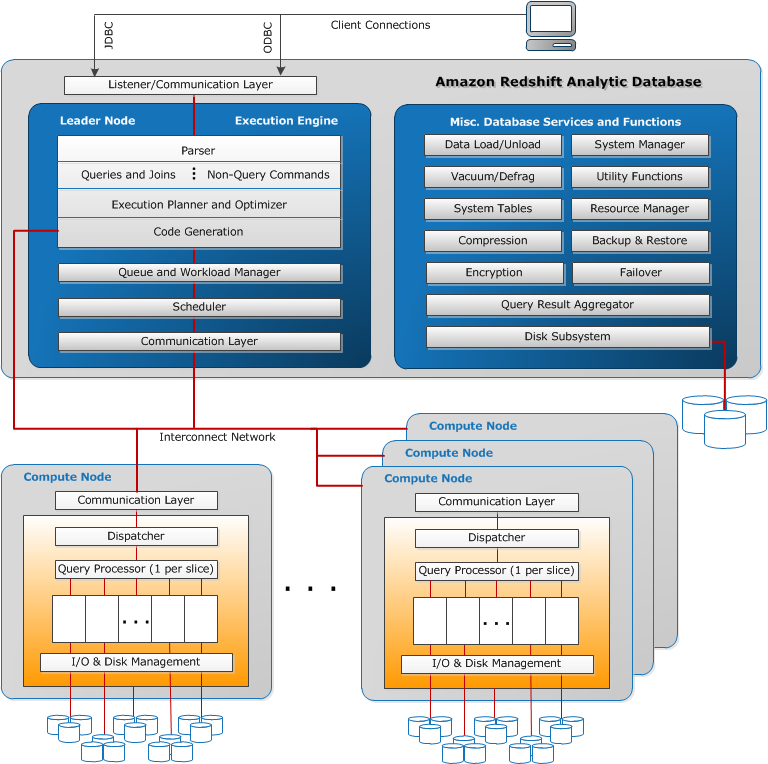 Client Connections
JDBC
ODBC
Listener/Communication Layer
Amazon Redshift Analytic Database
Leader Node
Execution Engine
Parser
Queries and Joins
Non-Query Commands
Execution Planner and Optimizer
Code Generation
Queue and Workload Manager
Scheduler
Communication Layer
Misc. Database Services and Functions
Data Load/Unload
System Manager
Vacuum/Defrag
Utility Functions
System Tables
Resource Manager
Compression
Backup & Restore
Encryption
Failover
Query Result Aggregator
Disk Subsystem
Interconnect Network
Compute Node
Communication Layer
Dispatcher
Query Processor (1 per slice)
...
I/O & Disk Management
. . .
Compute Node
Compute Node
Compute Node
Communication Layer
Dispatcher
Query Processor (1 per slice)
...
I/O & Disk Management